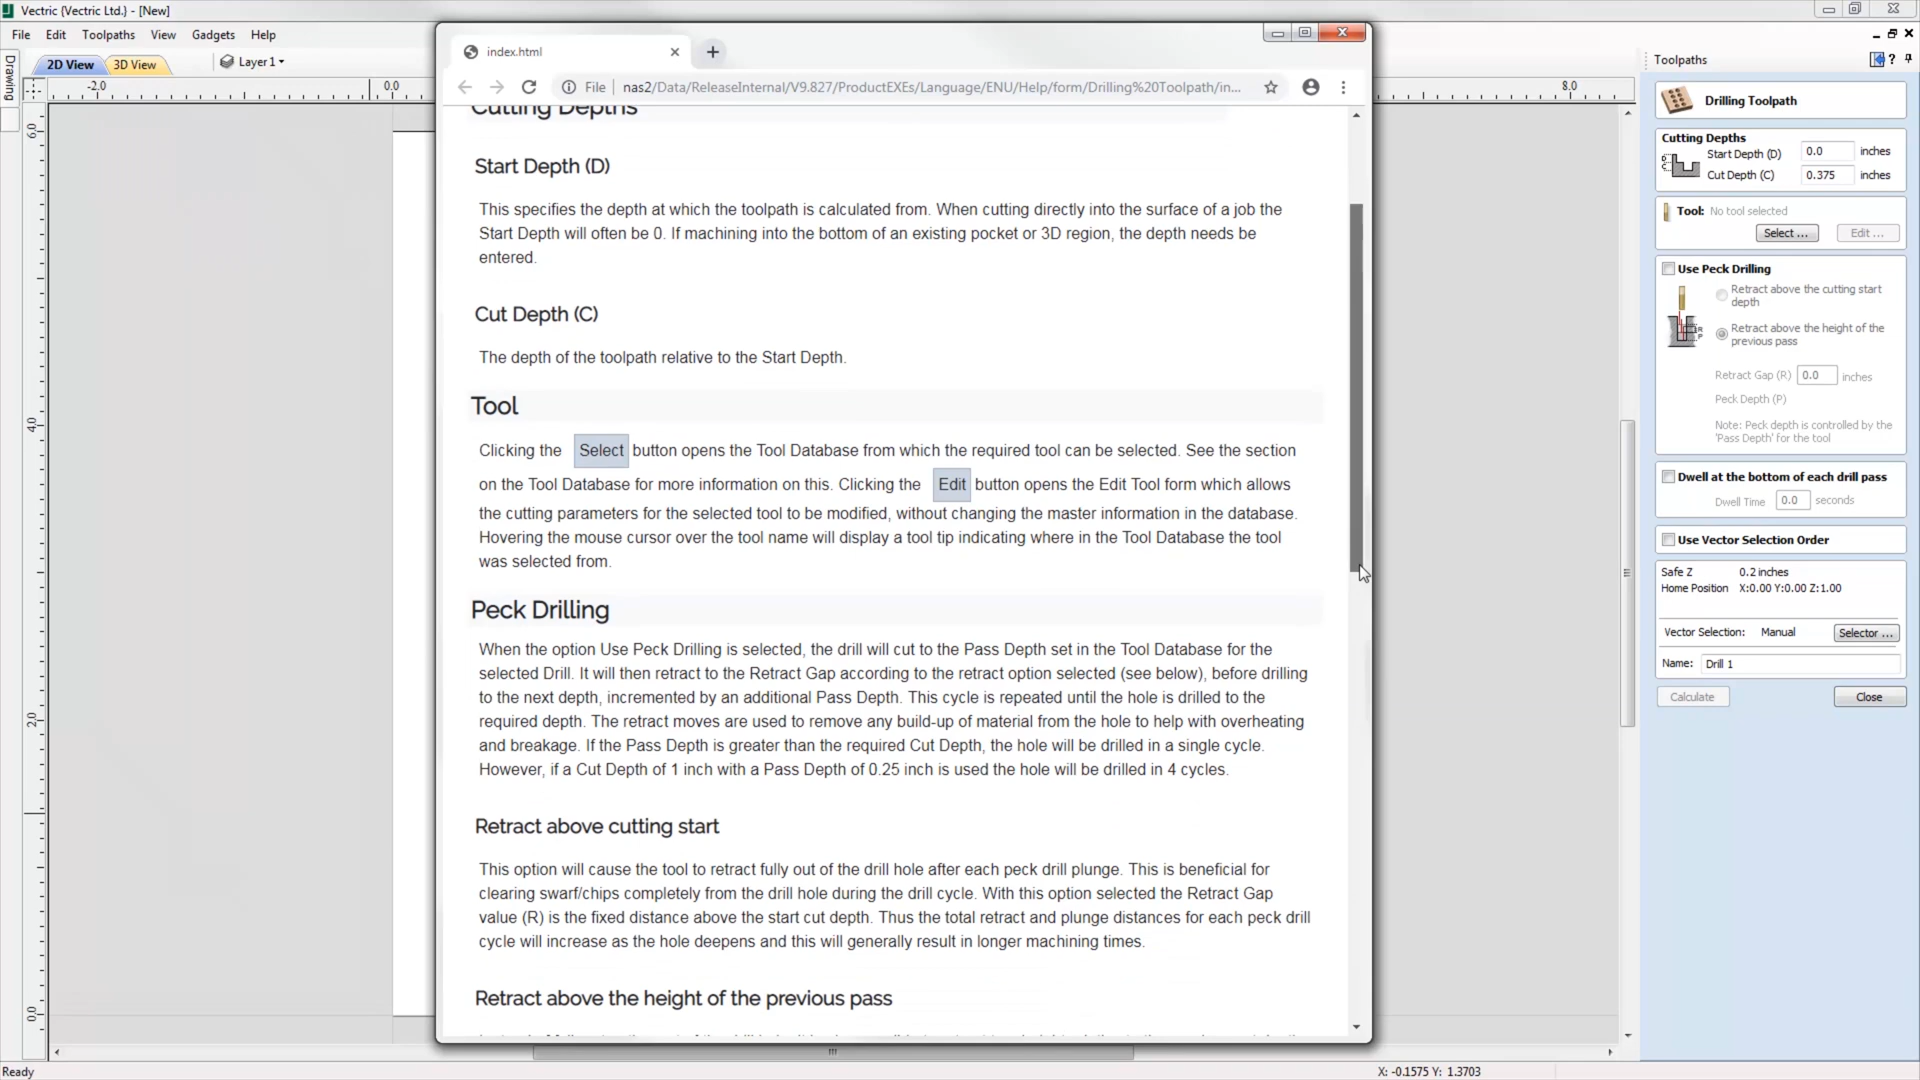 Vectric {Vectric Ltd.} - [New]
File Edit Toolpaths View Gadgets Help
2D View 3D View Layer 1
Drawing
-2.0 0.0 8.0
6.0
4.0
2.0
0.0
index.html
File nas2/Data/ReleaseInternal/V9.827/ProductEXEs/Language/ENU/Help/form/Drilling%20Toolpath/in...
Cutting Depths
Start Depth (D)
This specifies the depth at which the toolpath is calculated from. When cutting directly into the surface of a job the
Start Depth will often be 0. If machining into the bottom of an existing pocket or 3D region, the depth needs be
entered.
Cut Depth (C)
The depth of the toolpath relative to the Start Depth.
Tool
Clicking the Select button opens the Tool Database from which the required tool can be selected. See the section
on the Tool Database for more information on this. Clicking the Edit button opens the Edit Tool form which allows
the cutting parameters for the selected tool to be modified, without changing the master information in the database.
Hovering the mouse cursor over the tool name will display a tool tip indicating where in the Tool Database the tool
was selected from.
Peck Drilling
When the option Use Peck Drilling is selected, the drill will cut to the Pass Depth set in the Tool Database for the
selected Drill. It will then retract to the Retract Gap according to the retract option selected (see below), before drilling
to the next depth, incremented by an additional Pass Depth. This cycle is repeated until the hole is drilled to the
required depth. The retract moves are used to remove any build-up of material from the hole to help with overheating
and breakage. If the Pass Depth is greater than the required Cut Depth, the hole will be drilled in a single cycle.
However, if a Cut Depth of 1 inch with a Pass Depth of 0.25 inch is used the hole will be drilled in 4 cycles.
Retract above cutting start
This option will cause the tool to retract fully out of the drill hole after each peck drill plunge. This is beneficial for
clearing swarf/chips completely from the drill hole during the drill cycle. With this option selected the Retract Gap
value (R) is the fixed distance above the start cut depth. Thus the total retract and plunge distances for each peck drill
cycle will increase as the hole deepens and this will generally result in longer machining times.
Retract above the height of the previous pass
Toolpaths
Drilling Toolpath
Cutting Depths
Start Depth (D) 0.0 inches
Cut Depth (C) 0.375 inches
Tool: No tool selected
Select ... Edit ...
Use Peck Drilling
Retract above the cutting start
depth
Retract above the height of the
previous pass
Retract Gap (R) 0.0 inches
Peck Depth (P)
Note: Peck depth is controlled by the
'Pass Depth' for the tool
Dwell at the bottom of each drill pass
Dwell Time 0.0 seconds
Use Vector Selection Order
Safe Z 0.2 inches
Home Position X:0.00 Y:0.00 Z:1.00
Vector Selection: Manual Selector ...
Name: Drill 1
Calculate Close
Ready
X: -0.1575 Y: 1.3703